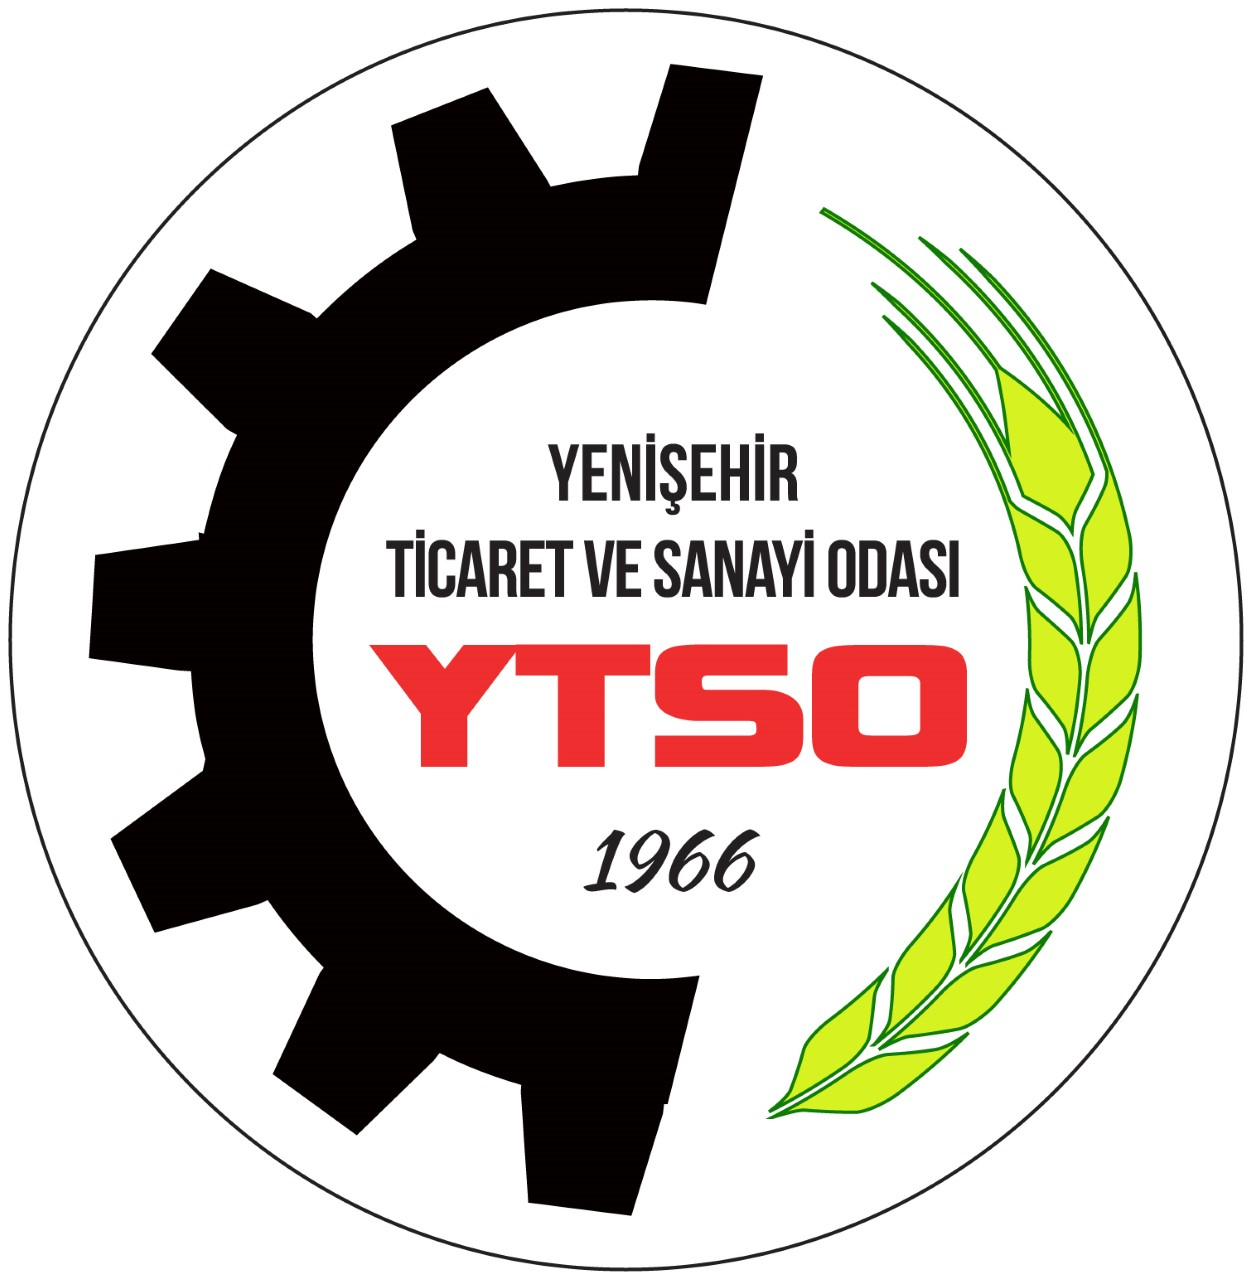 YENİŞEHİR
TİCARET VE SANAYİ ODASI
YTSO
1966